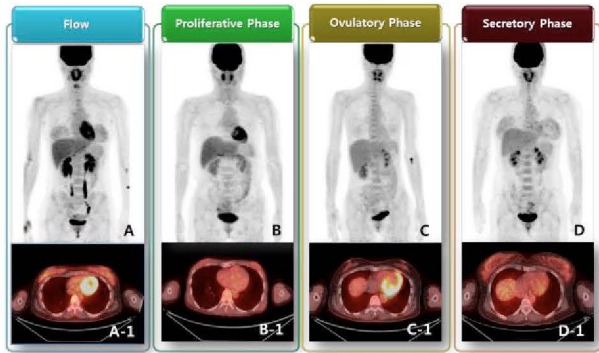 Flow
Proliferative Phase
Ovulatory Phase
Secretory Phase
A
B
C
D
A-1
B-1
C-1
D-1